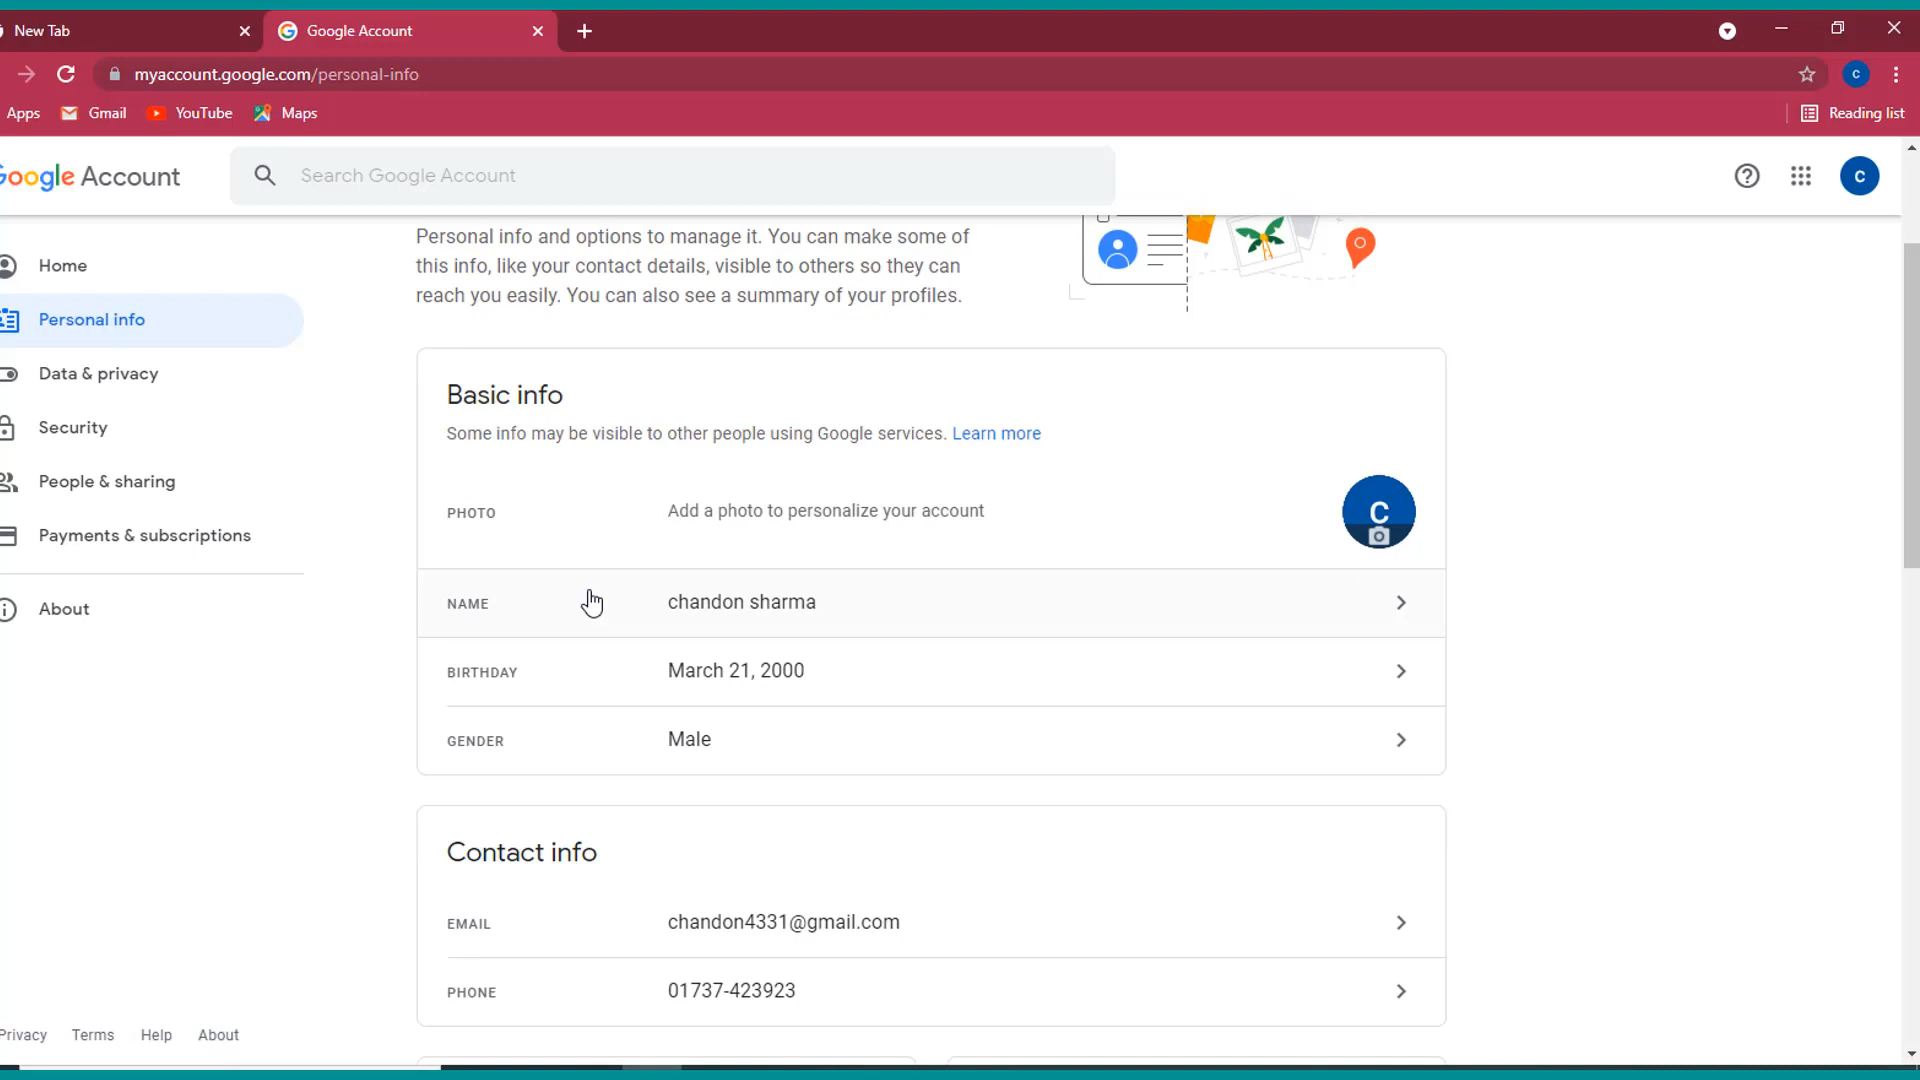 New Tab
Google Account
myaccount.google.com/personal-info
C
Apps
Gmail
YouTube
Maps
Reading list
Google Account
Search Google Account
C
Personal info and options to manage it. You can make some of
this info, like your contact details, visible to others so they can
reach you easily. You can also see a summary of your profiles.
Home
Personal info
Data & privacy
Security
People & sharing
Payments & subscriptions
About
Basic info
Some info may be visible to other people using Google services. Learn more
PHOTO
Add a photo to personalize your account
C
NAME
chandon sharma
BIRTHDAY
March 21, 2000
GENDER
Male
Contact info
EMAIL
chandon4331@gmail.com
PHONE
01737-423923
Privacy
Terms
Help
About